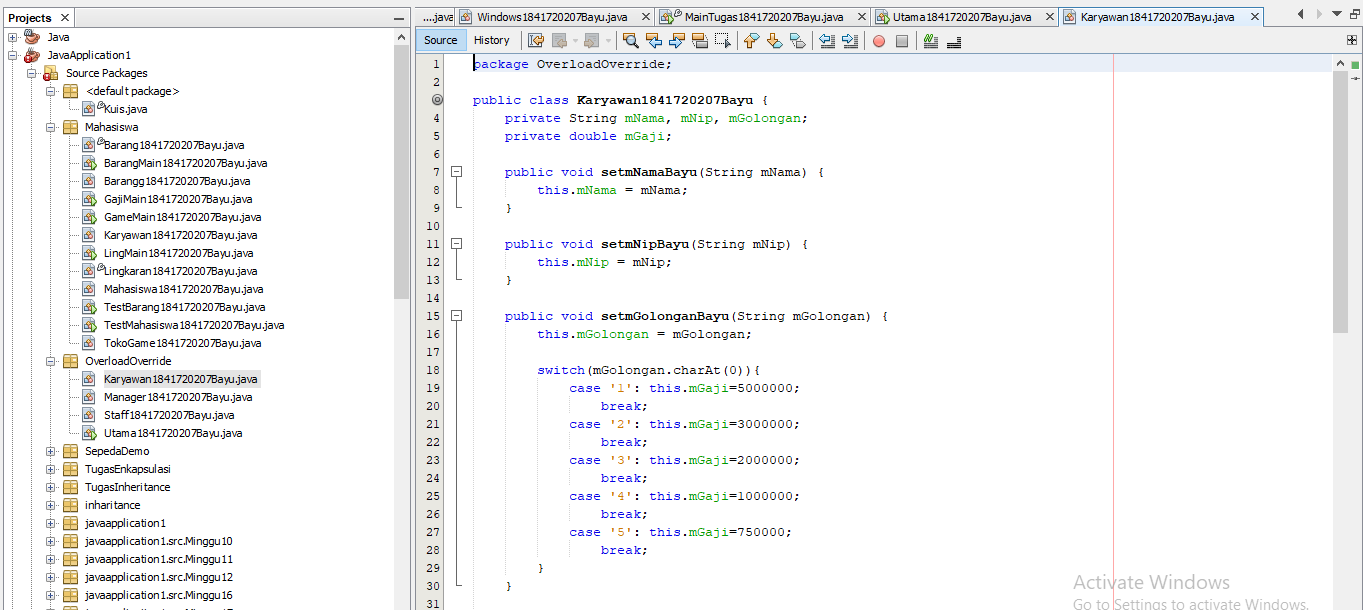 Projects
Java
JavaApplication1
Source Packages
<default package>
Kuis.java
Mahasiswa
Barang1841720207Bayu.java
BarangMain1841720207Bayu.java
Barangg1841720207Bayu.java
GajiMain1841720207Bayu.java
GameMain1841720207Bayu.java
Karyawan1841720207Bayu.java
LingMain1841720207Bayu.java
Lingkaran1841720207Bayu.java
Mahasiswa1841720207Bayu.java
TestBarang1841720207Bayu.java
TestMahasiswa1841720207Bayu.java
TokoGame1841720207Bayu.java
OverloadOverride
Karyawan1841720207Bayu.java
Manager1841720207Bayu.java
Staff1841720207Bayu.java
Utama1841720207Bayu.java
SepedaDemo
TugasEnkapsulasi
TugasInheritance
inharitance
javaapplication1
javaapplication1.src.Minggu10
javaapplication1.src.Minggu11
javaapplication1.src.Minggu12
javaapplication1.src.Minggu16
....java Windows1841720207Bayu.java MainTugas1841720207Bayu.java Utama1841720207Bayu.java Karyawan1841720207Bayu.java
Source History
1 package OverloadOverride;
2
public class Karyawan1841720207Bayu {
4 private String mNama, mNip, mGolongan;
5 private double mGaji;
6
7 public void setmNamaBayu(String mNama) {
8 this.mNama = mNama;
9 }
10
11 public void setmNipBayu(String mNip) {
12 this.mNip = mNip;
13 }
14
15 public void setmGolonganBayu(String mGolongan) {
16 this.mGolongan = mGolongan;
17
18 switch(mGolongan.charAt(0)){
19 case '1': this.mGaji=5000000;
20 break;
21 case '2': this.mGaji=3000000;
22 break;
23 case '3': this.mGaji=2000000;
24 break;
25 case '4': this.mGaji=1000000;
26 break;
27 case '5': this.mGaji=750000;
28 break;
29 }
30 }
31
Activate Windows
Go to Settings to activate Windows.